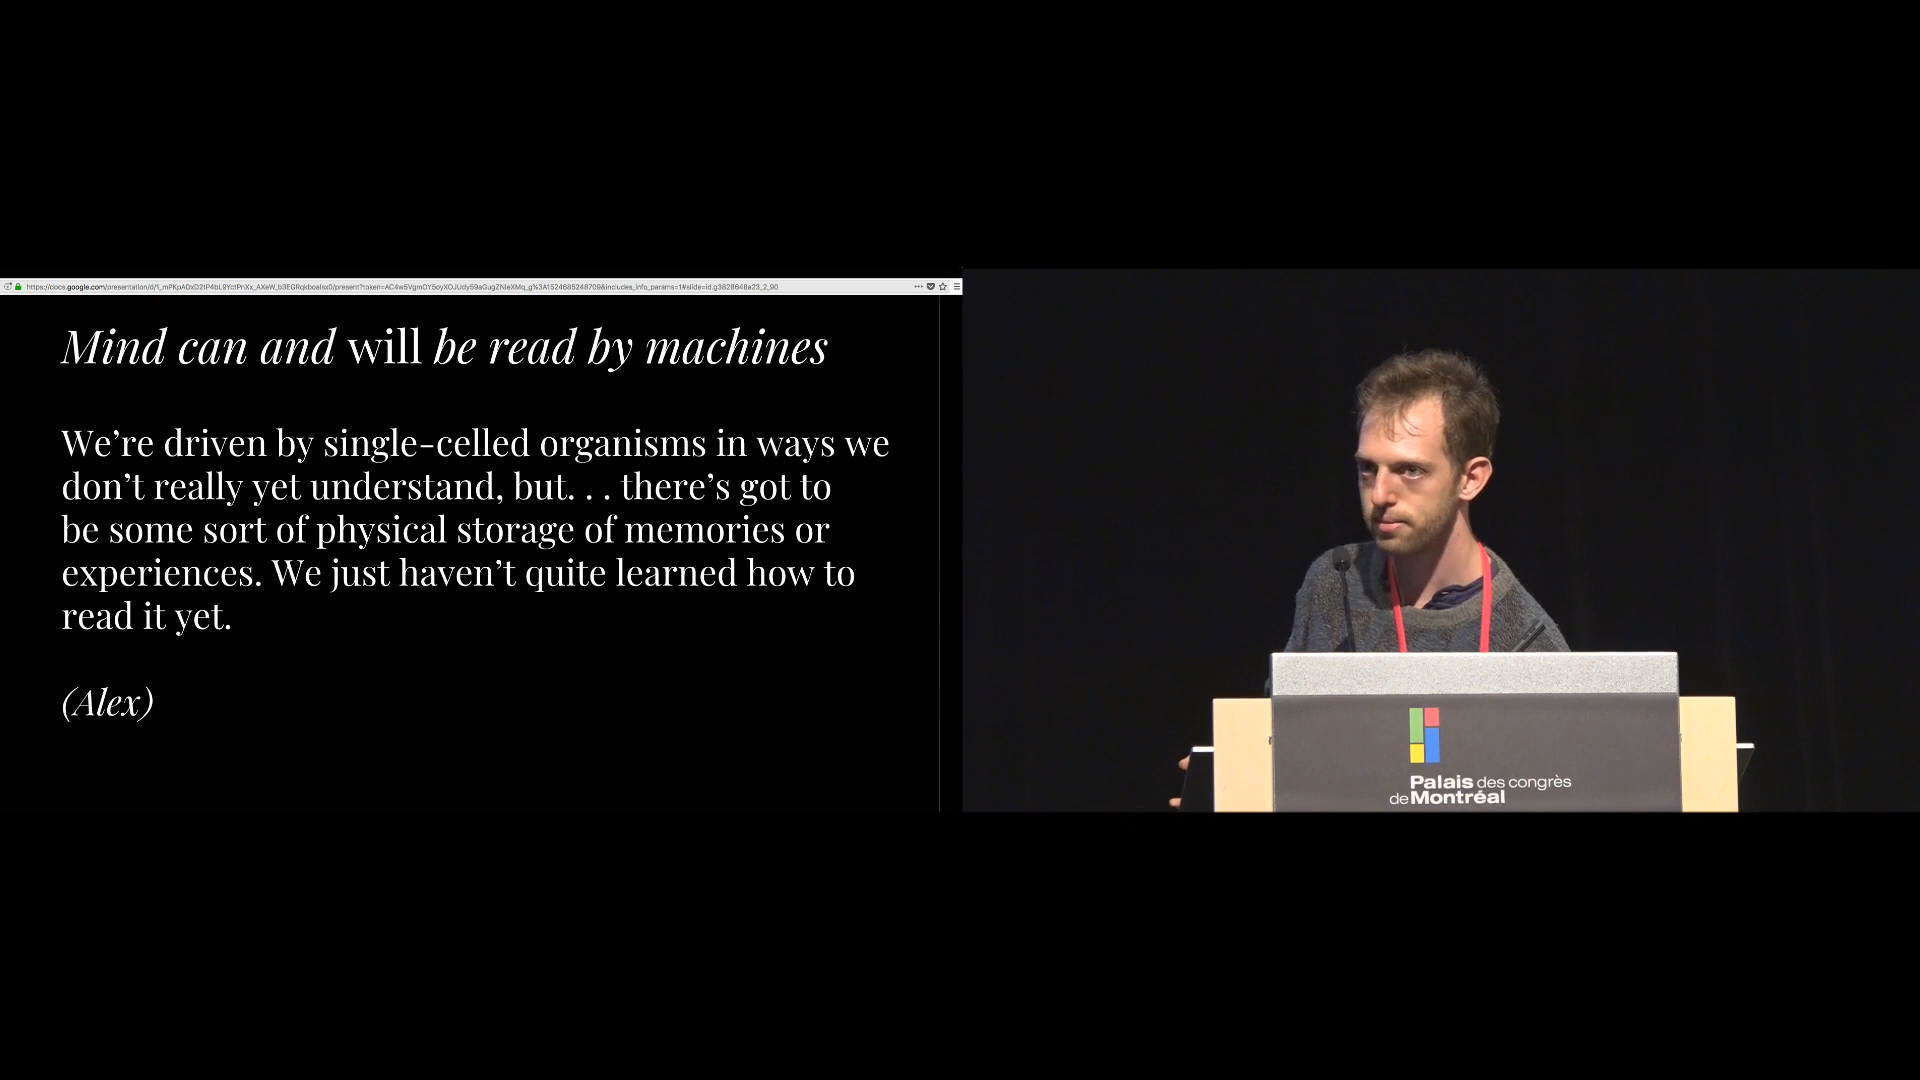 Mind can and will be read by machines
We're driven by single-celled organisms in ways we
don't really yet understand, but. . . there's got to
be some sort of physical storage of memories or
experiences. We just haven't quite learned how to
read it yet.
(Alex)
Palais des congrès
de Montréal